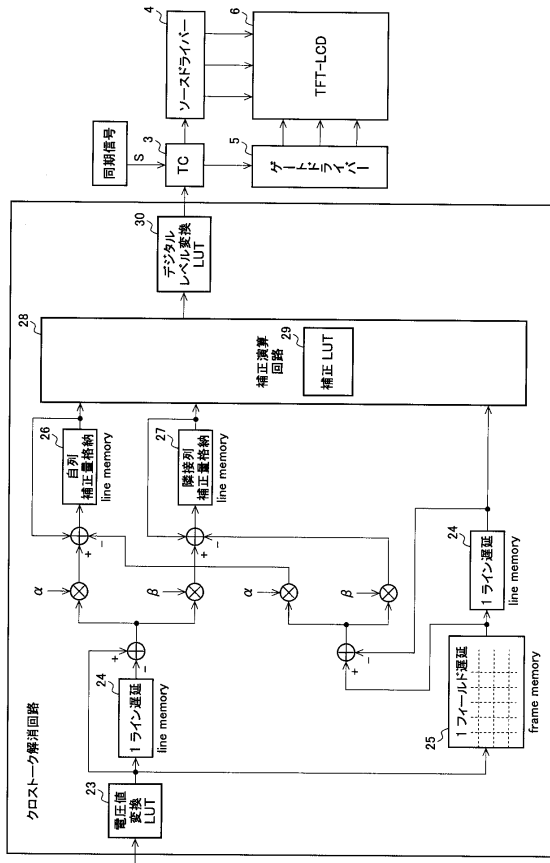 クロストーク解消回路
23
電圧値
変換
LUT
24
1 ライン遅延
line memory
+
−
α
β
+
−
+
−
26
自列
補正量格納
line memory
27
隣接列
補正量格納
line memory
α
β
+
−
25
1 フィールド遅延
frame memory
24
1 ライン遅延
line memory
28
補正演算
回路
29
補正 LUT
30
デジタル
レベル変換
LUT
同期信号
S
3
TC
4
ソースドライバー
5
ゲート
ドライバー
6
TFT-LCD